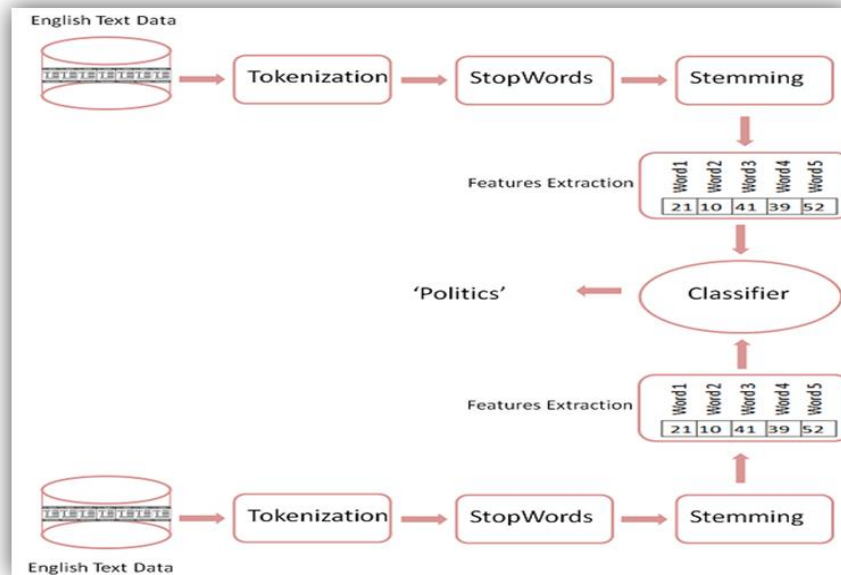 English Text Data
Tokenization
StopWords
Stemming
Features Extraction
Word1 Word2 Word3 Word4 Word5
21 10 41 39 52
'Politics'
Classifier
Features Extraction
Word1 Word2 Word3 Word4 Word5
21 10 41 39 52
Tokenization
StopWords
Stemming
English Text Data